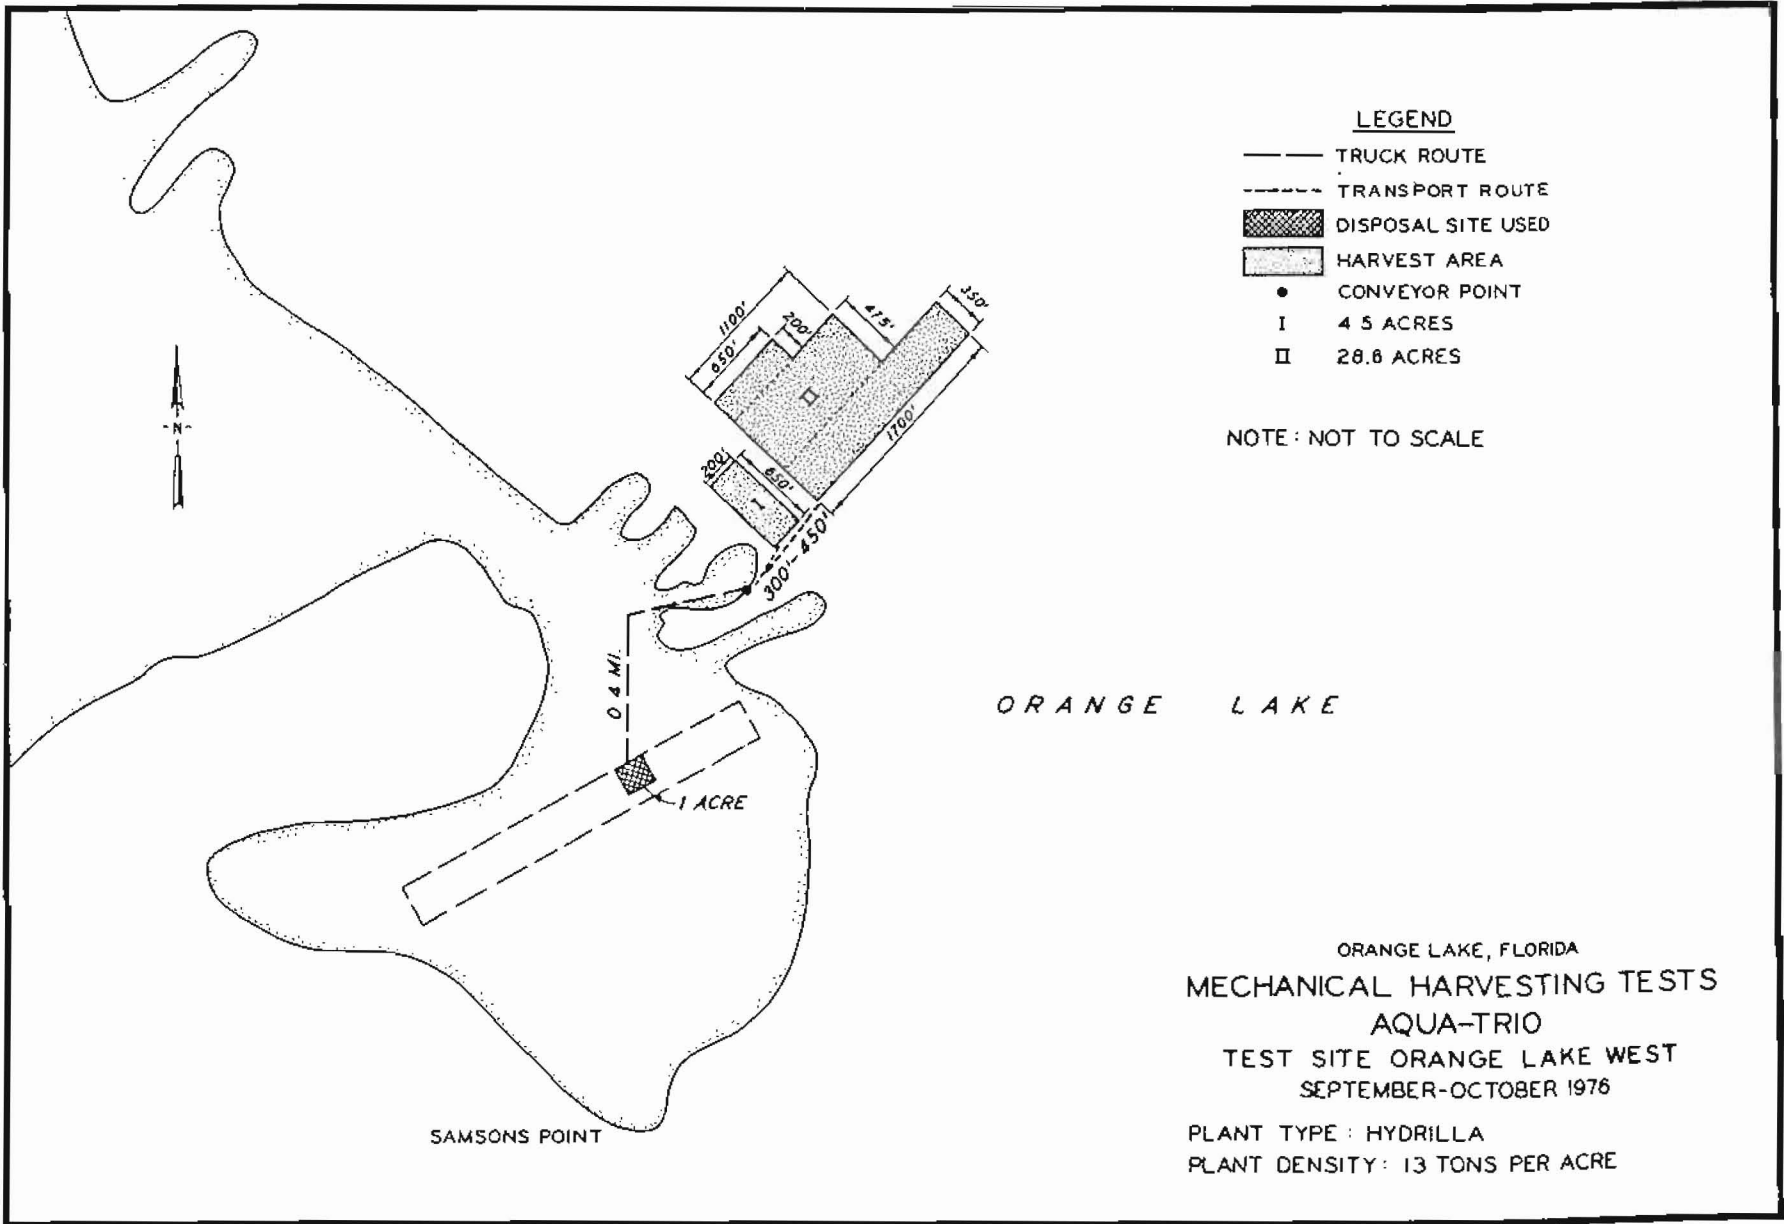 LEGEND
TRUCK ROUTE
TRANSPORT ROUTE
DISPOSAL SITE USED
HARVEST AREA
CONVEYOR POINT
I 4 5 ACRES
II 28.6 ACRES
NOTE : NOT TO SCALE
1100'
650'
200'
475'
350'
II
1700'
200'
650'
I
300'-450'
-N-
0 4 MI.
1 ACRE
ORANGE LAKE
SAMSONS POINT
ORANGE LAKE, FLORIDA
MECHANICAL HARVESTING TESTS
AQUA-TRIO
TEST SITE ORANGE LAKE WEST
SEPTEMBER-OCTOBER 1976
PLANT TYPE : HYDRILLA
PLANT DENSITY : 13 TONS PER ACRE